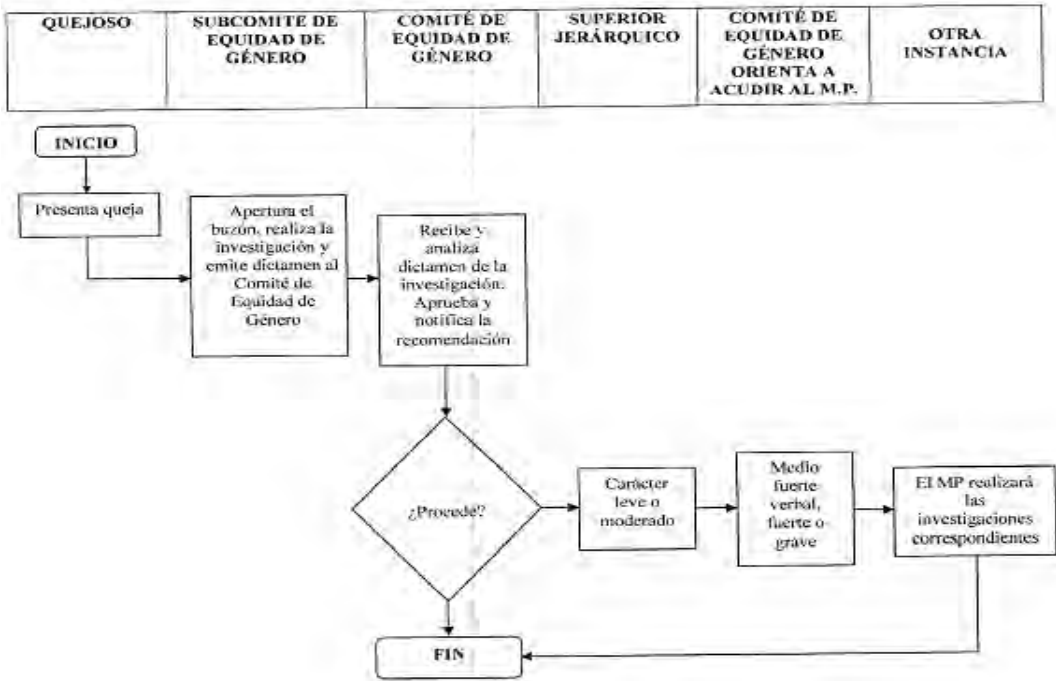 QUEJOSO
SUBCOMITE DE
EQUIDAD DE
GÉNERO
COMITÉ DE
EQUIDAD DE
GÉNERO
SUPERIOR
JERÁRQUICO
COMITÉ DE
EQUIDAD DE
GÉNERO
ORIENTA A
ACUDIR AL M.P.
OTRA
INSTANCIA
INICIO
Presenta queja
Apertura el
buzón, realiza la
investigación y
emite dictamen al
Comité de
Equidad de
Género
Recibe y
analiza
dictamen de la
investigación.
Aprueba y
notifica la
recomendación
¿Procede?
Carácter
leve o
moderado
Medio
fuerte
verbal,
fuerte o
grave
El MP realizará
las
investigaciones
correspondientes
FIN